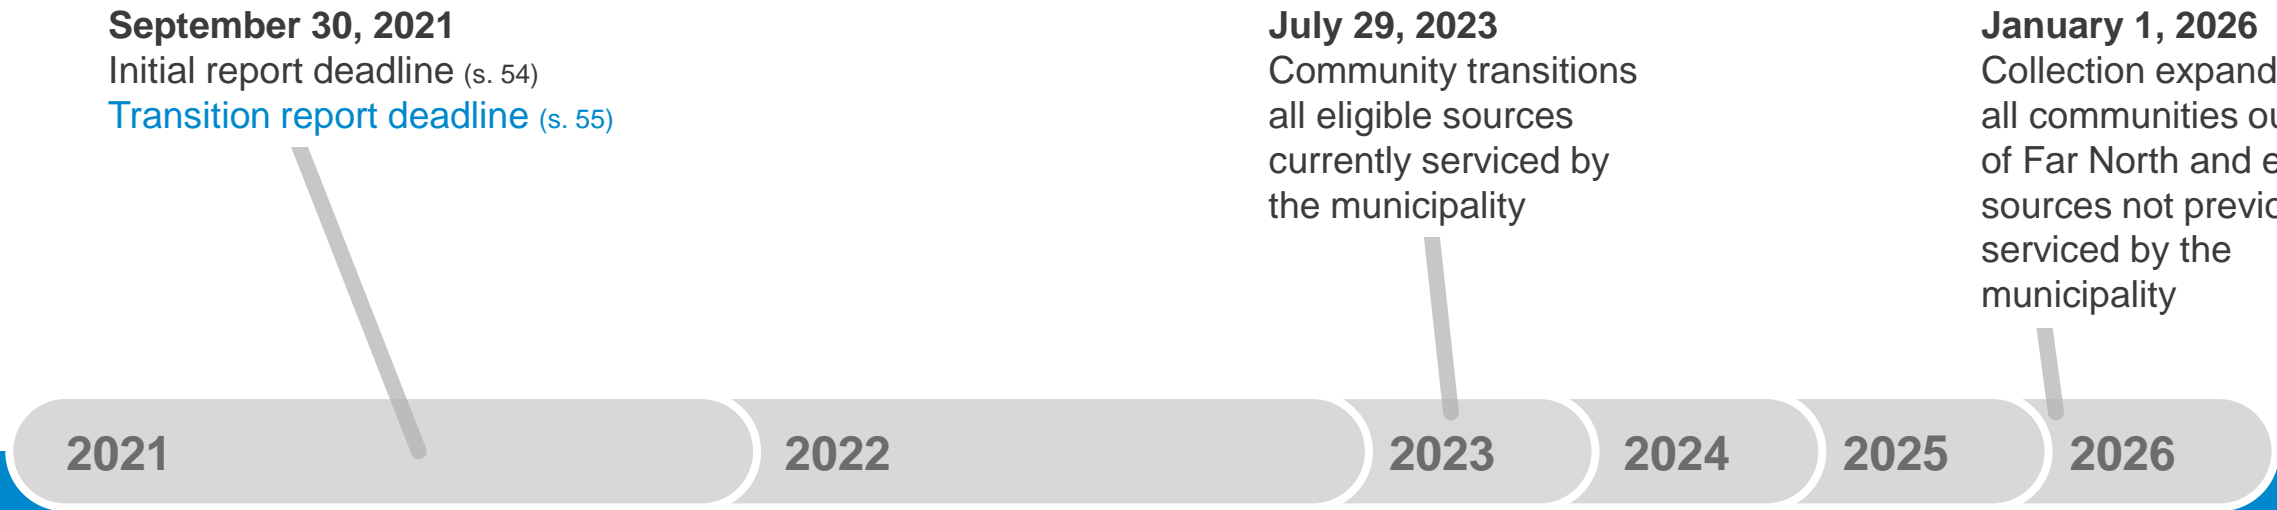 September 30, 2021
Initial report deadline (s. 54)
Transition report deadline (s. 55)
July 29, 2023
Community transitions
all eligible sources
currently serviced by
the municipality
January 1, 2026
Collection expand
all communities
of Far North and
sources not
serviced by the
municipality
2021
2022
2023
2024
2025
2026